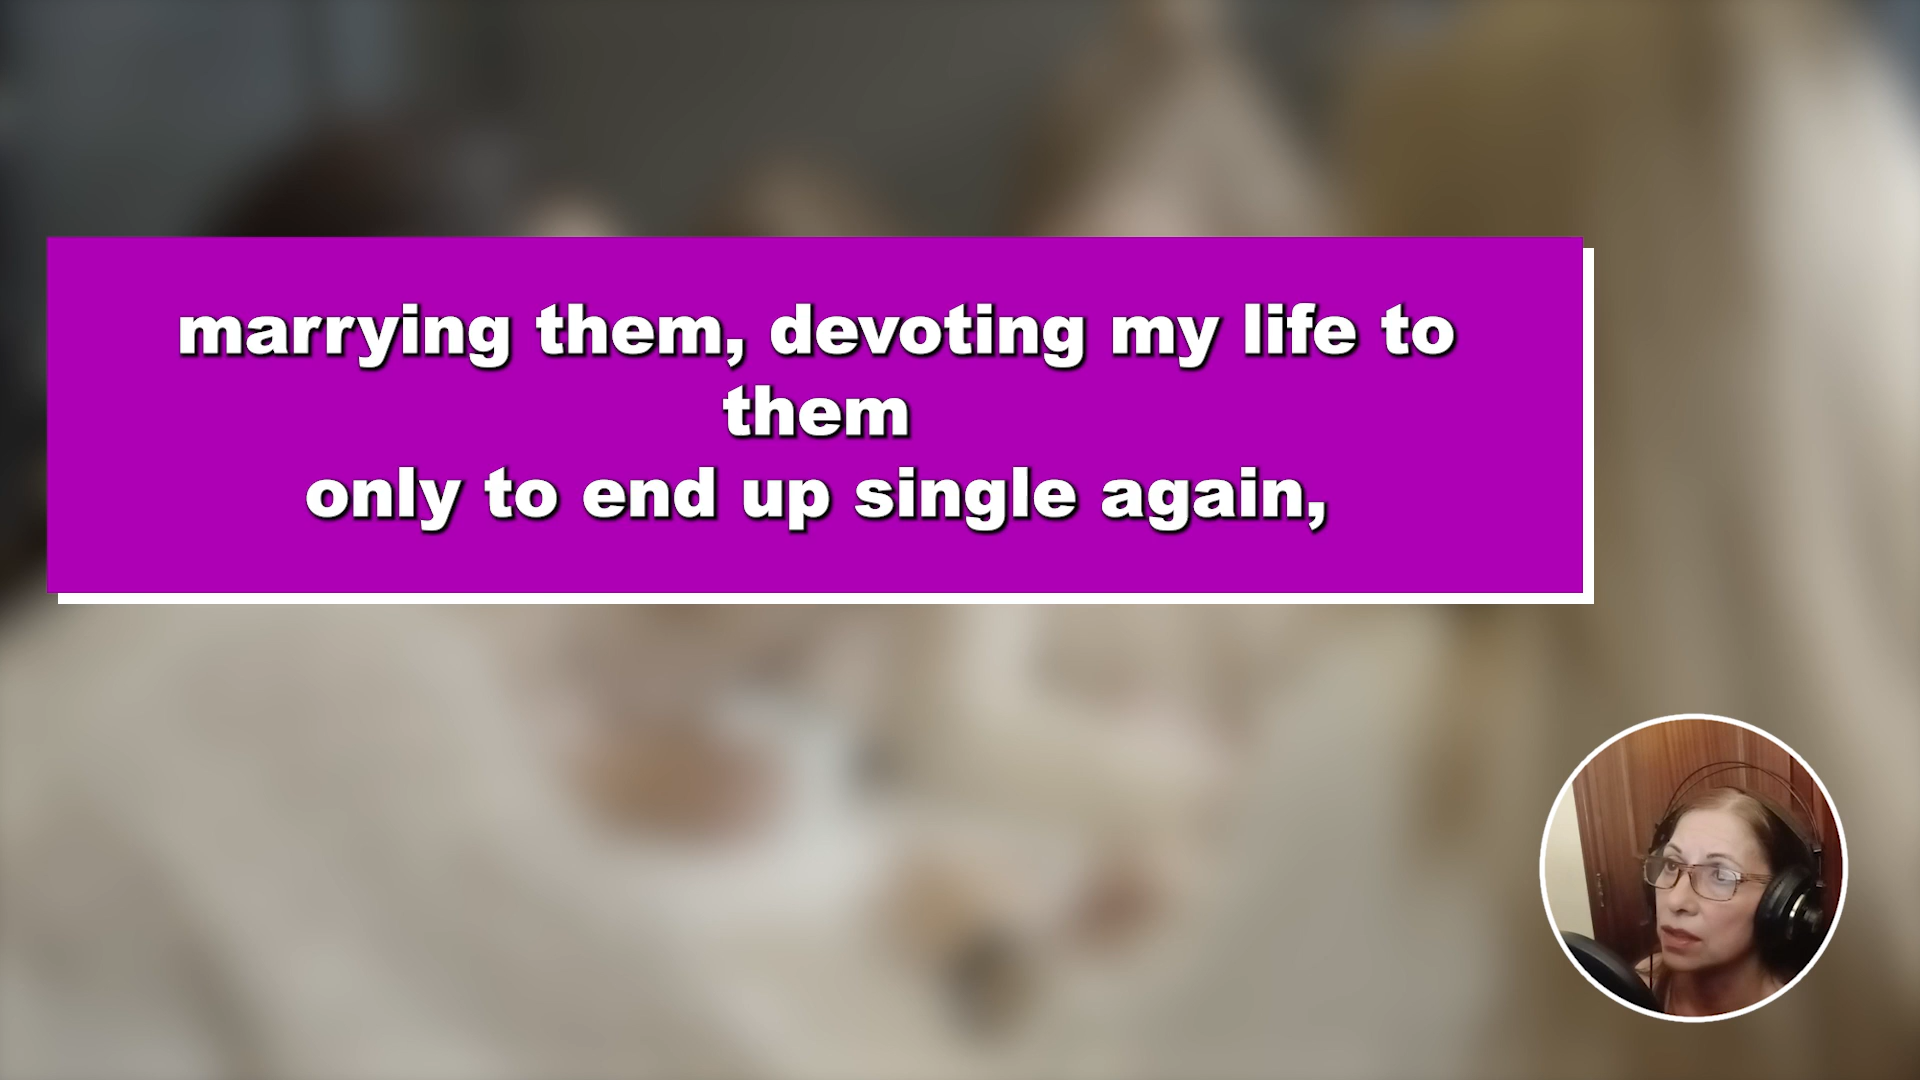 marrying them, devoting my life to
them
only to end up single again,